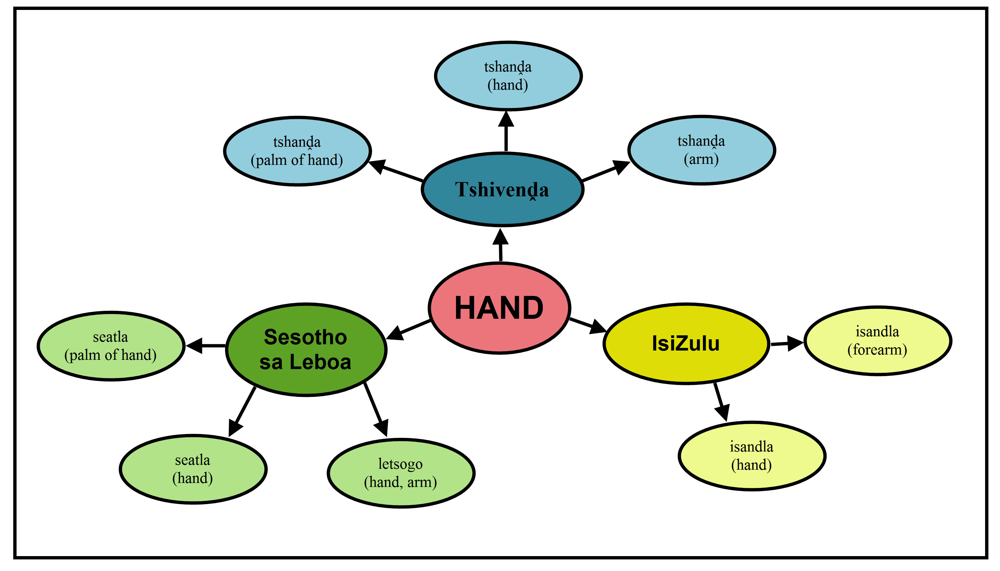 tshanḓa
(hand)
tshanḓa
(palm of hand)
tshanḓa
(arm)
Tshivenḓa
HAND
Sesotho
sa Leboa
IsiZulu
seatla
(palm of hand)
isandla
(forearm)
seatla
(hand)
letsogo
(hand, arm)
isandla
(hand)